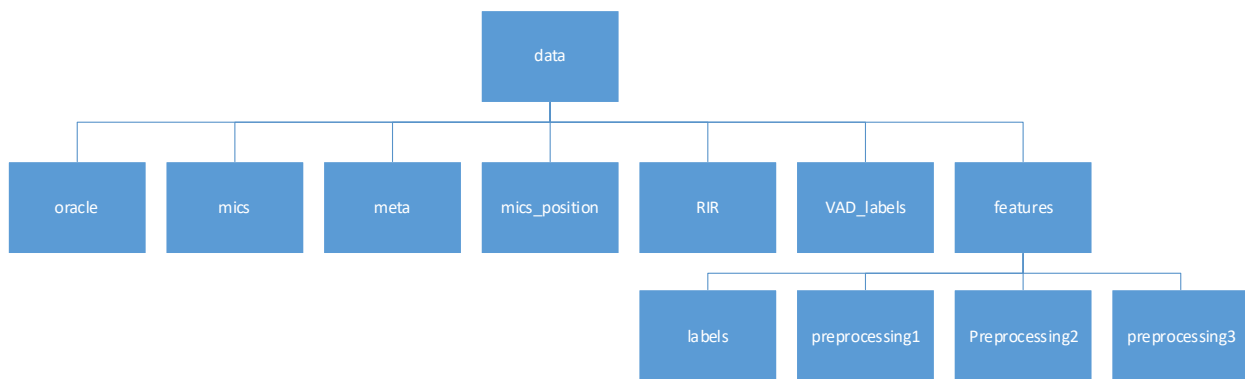 data
oracle
mics
meta
mics_position
RIR
VAD_labels
features
labels
preprocessing1
Preprocessing2
preprocessing3